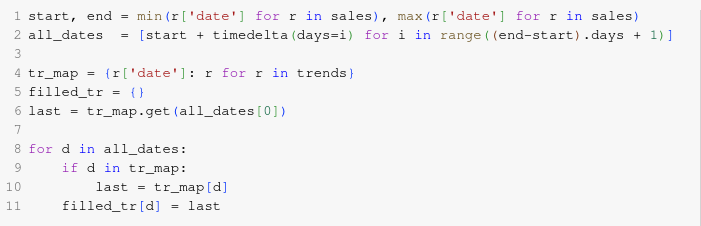 1 start, end = min(r['date'] for r in sales), max(r['date'] for r in sales)
2 all_dates  = [start + timedelta(days=i) for i in range((end-start).days + 1)]
3
4 tr_map = {r['date']: r for r in trends}
5 filled_tr = {}
6 last = tr_map.get(all_dates[0])
7
8 for d in all_dates:
9     if d in tr_map:
10         last = tr_map[d]
11     filled_tr[d] = last